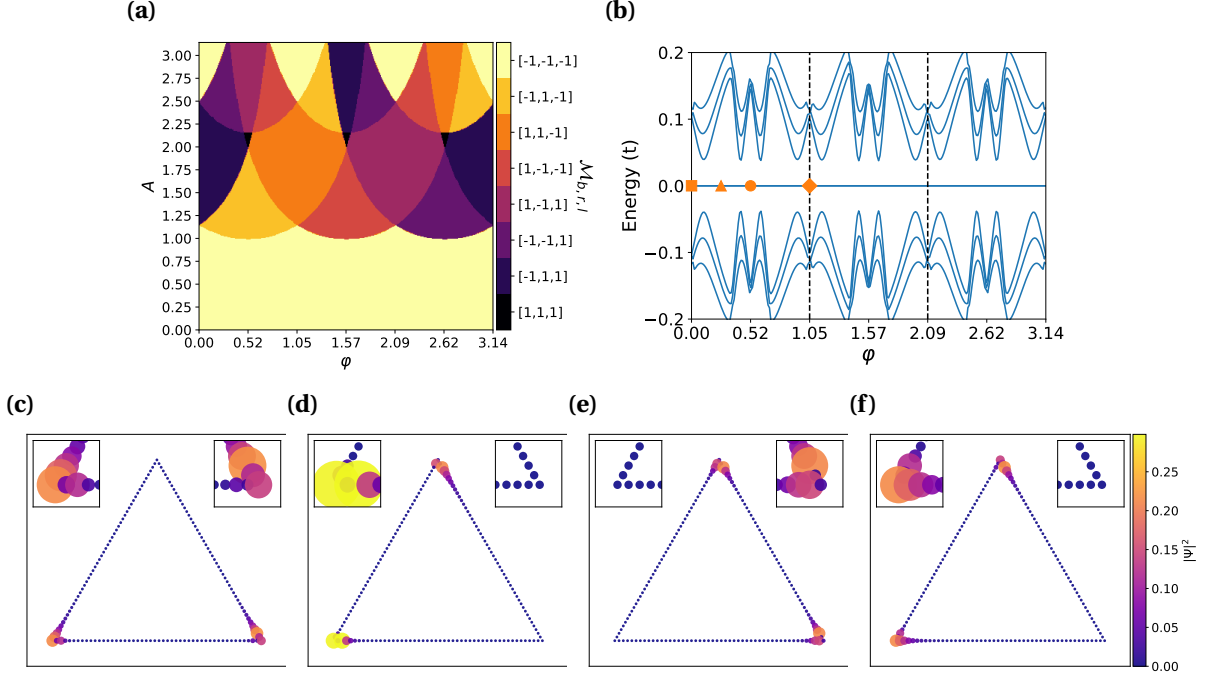 (a)
3.00
2.75
2.50
2.25
2.00
1.75
1.50
1.25
1.00
0.75
0.50
0.25
0.00
A
0.00 0.52 1.05 1.57 2.09 2.62 3.14
φ
[-1,-1,-1]
[-1,1,-1]
[1,1,-1]
[1,-1,-1]
[1,-1,1]
[-1,-1,1]
[-1,1,1]
[1,1,1]
ℳb,r,l
(b)
0.2
0.1
0.0
−0.1
−0.2
Energy (t)
0.00 0.52 1.05 1.57 2.09 2.62 3.14
φ
(c)
(d)
(e)
(f)
0.25
0.20
0.15
0.10
0.05
0.00
|ψ|²